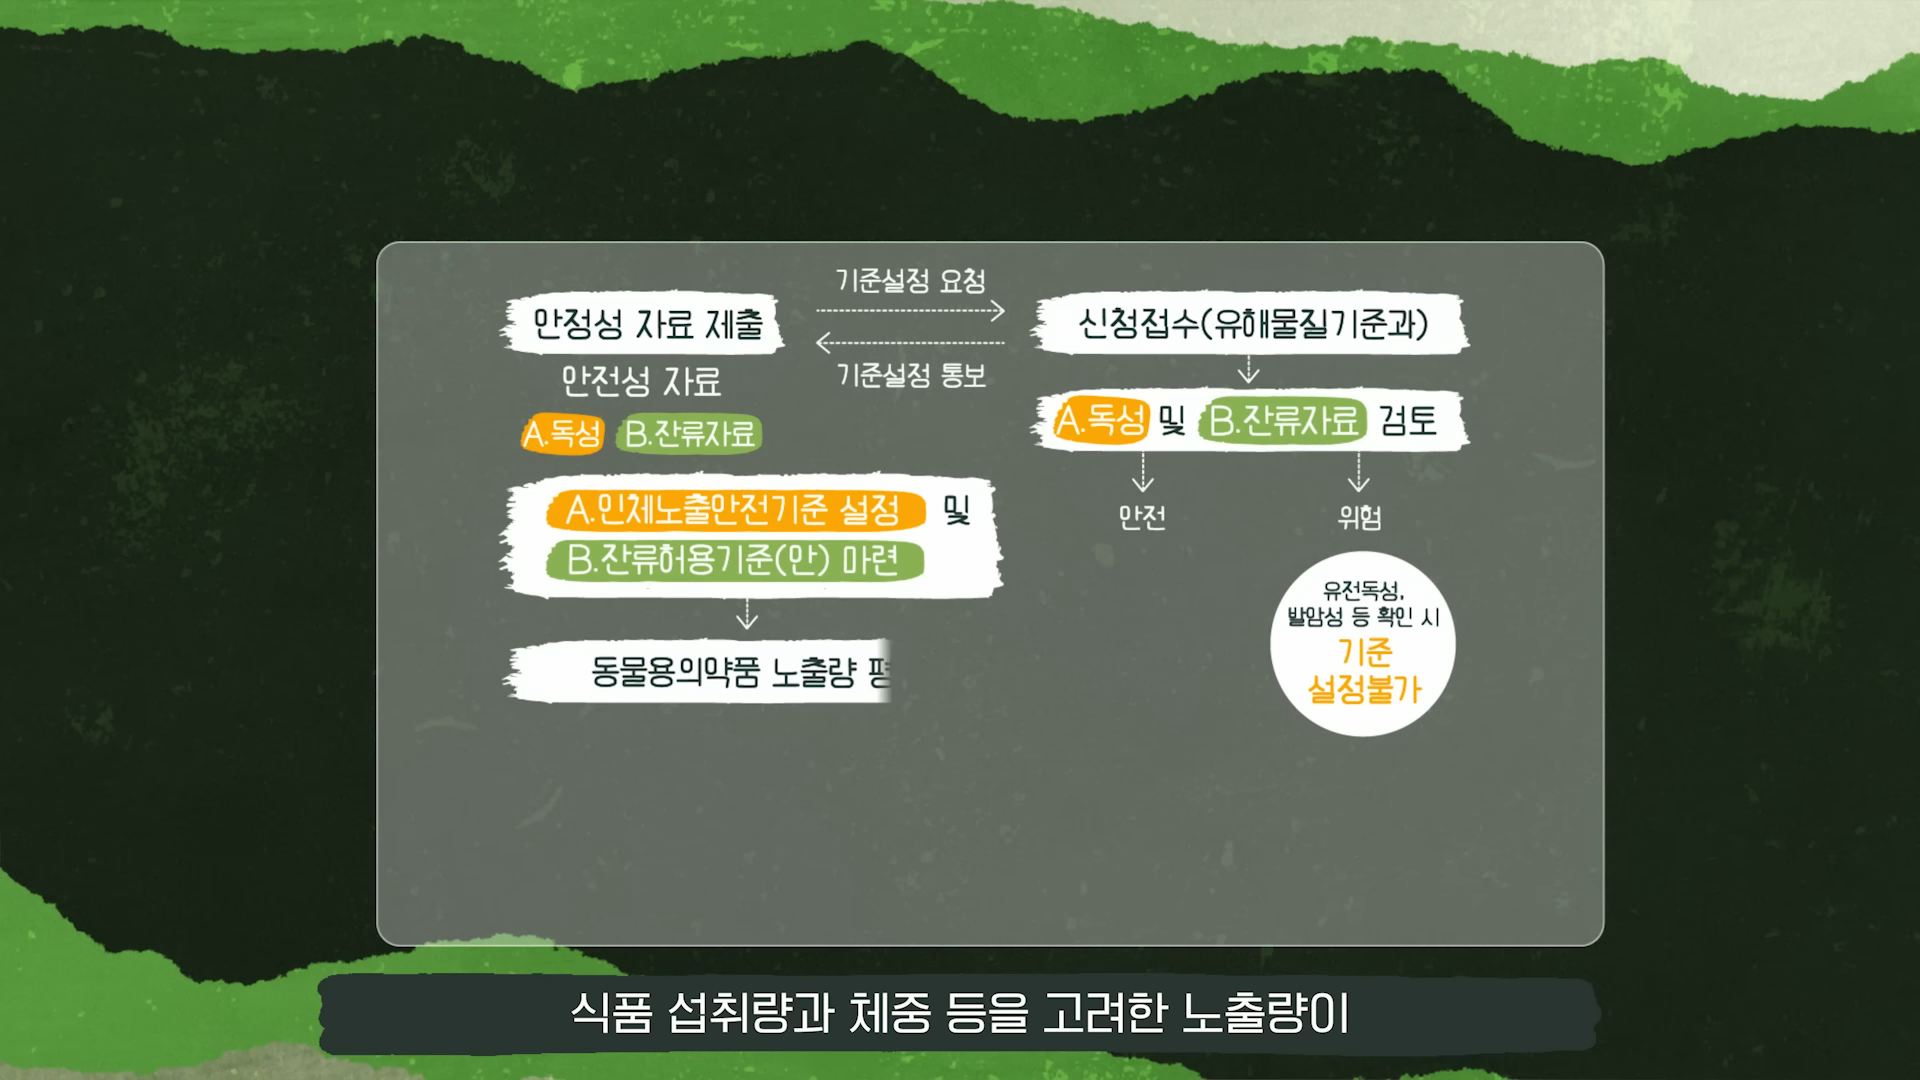 안정성 자료 제출
기준설정 요청
기준설정 통보
신청접수(유해물질기준과)
안전성 자료
A.독성 B.잔류자료
A.독성 및 B.잔류자료 검토
안전
위험
A.인체노출안전기준 설정 및
B.잔류허용기준(안) 마련
유전독성,
발암성 등 확인 시
기준
설정불가
동물용의약품 노출량
식품 섭취량과 체중 등을 고려한 노출량이